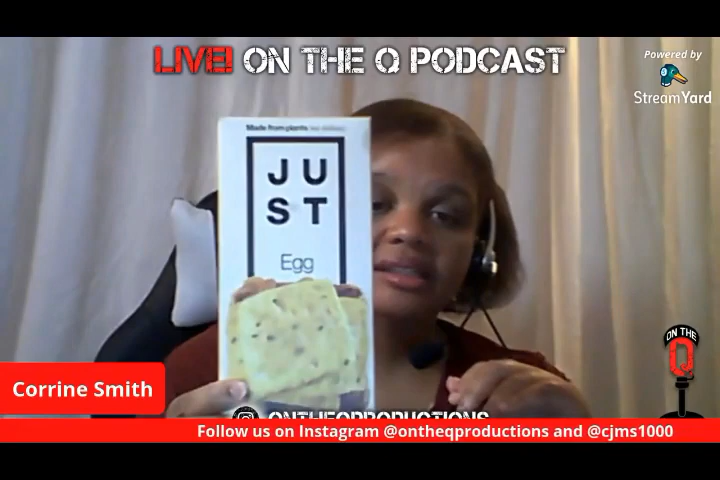 LIVE! ON THE Q PODCAST
Powered by
StreamYard
Made from plants
JU
ST
Egg
ON THE
Q
Corrine Smith
ONTHEQPRODUCTIONS
Follow us on Instagram @ontheqproductions and @cjms1000